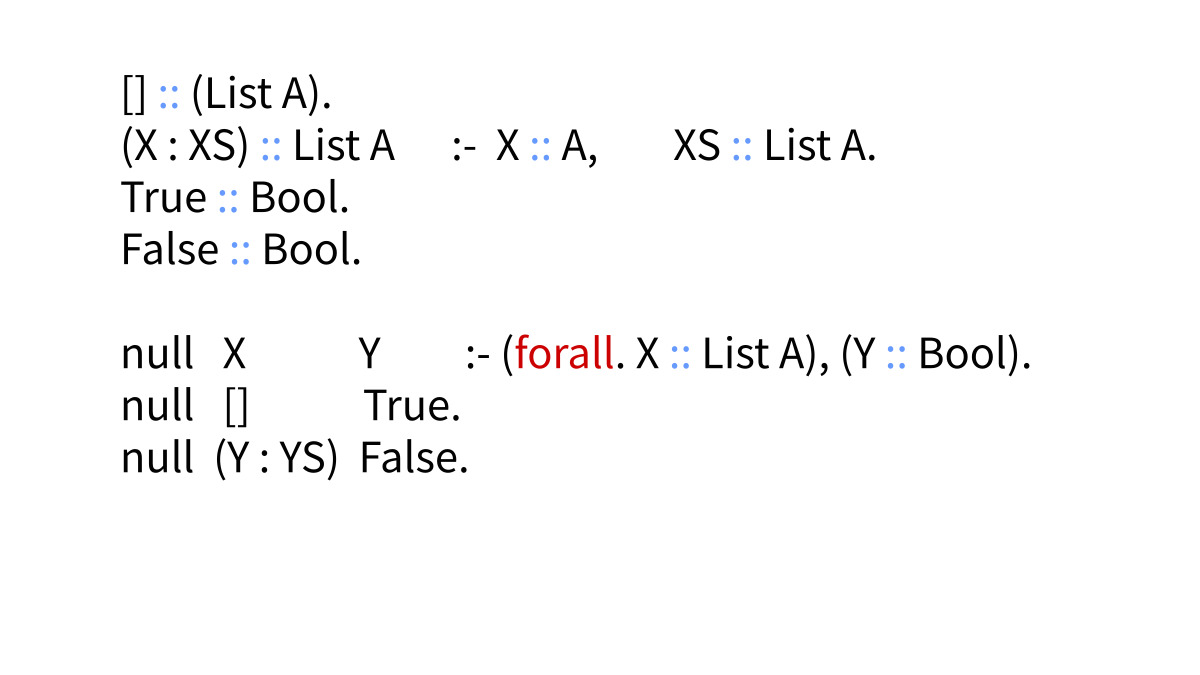 [] :: (List A).
(X : XS) :: List A :- X :: A, XS :: List A.
True :: Bool.
False :: Bool.
null X Y :- (forall. X :: List A), (Y :: Bool).
null [] True.
null (Y : YS) False.